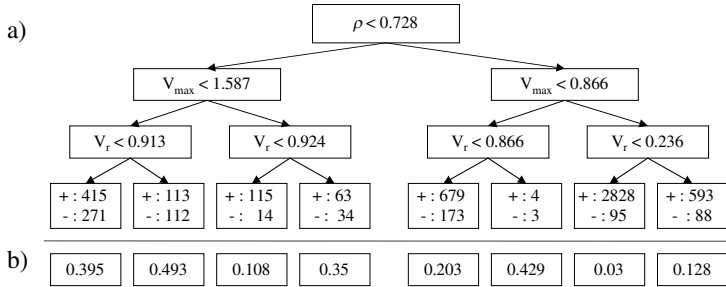 a)
ρ < 0.728
V_max < 1.587
V_max < 0.866
V_r < 0.913
V_r < 0.924
V_r < 0.866
V_r < 0.236
+ : 415
- : 271
+ : 113
- : 112
+ : 115
- : 14
+ : 63
- : 34
+ : 679
- : 173
+ : 4
- : 3
+ : 2828
- : 95
+ : 593
- : 88
b)
0.395
0.493
0.108
0.35
0.203
0.429
0.03
0.128